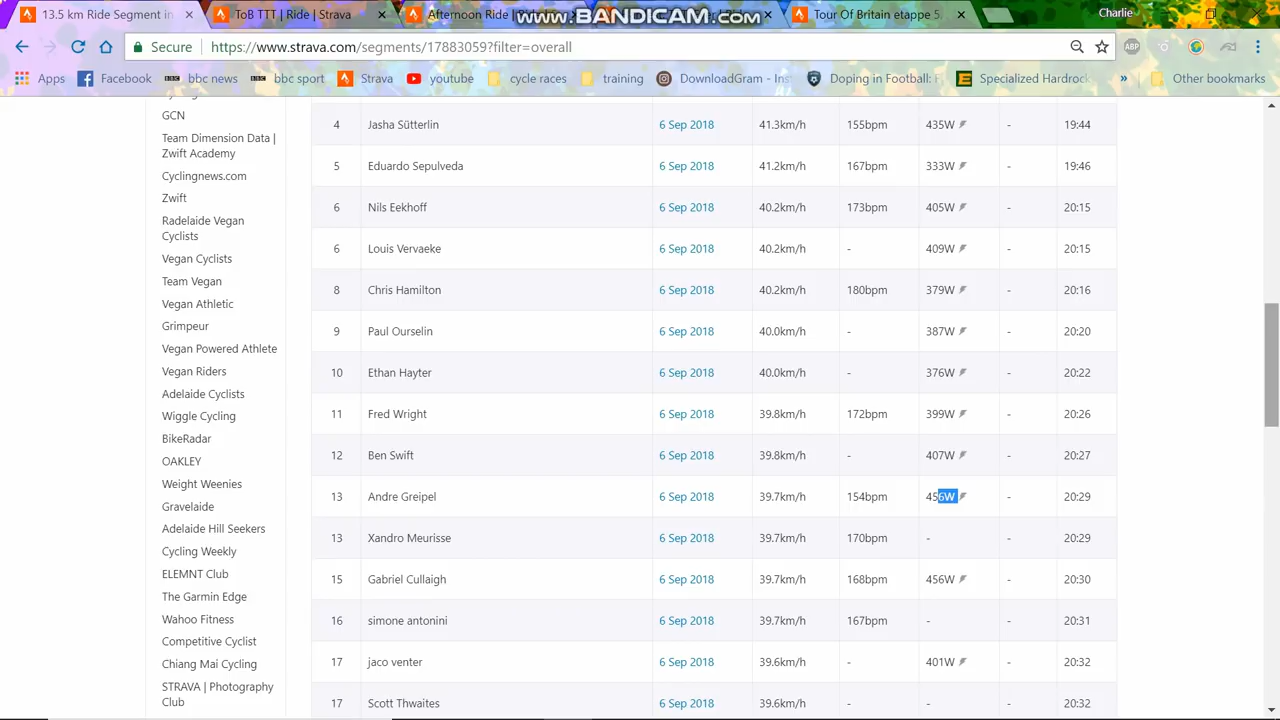 13.5 km Ride Segment in
ToB TTT | Ride | Strava
Afternoon Ride |
Tour Of Britain etappe 5
Charlie
WWW.BANDICAM.COM
Secure
https://www.strava.com/segments/17883059?filter=overall
Apps
Facebook
bbc news
bbc sport
Strava
youtube
cycle races
training
DownloadGram - Ins
Doping in Football: F
Specialized Hardrock
»
Other bookmarks
GCN
Team Dimension Data |
Zwift Academy
Cyclingnews.com
Zwift
Radelaide Vegan
Cyclists
Vegan Cyclists
Team Vegan
Vegan Athletic
Grimpeur
Vegan Powered Athlete
Vegan Riders
Adelaide Cyclists
Wiggle Cycling
BikeRadar
OAKLEY
Weight Weenies
Gravelaide
Adelaide Hill Seekers
Cycling Weekly
ELEMNT Club
The Garmin Edge
Wahoo Fitness
Competitive Cyclist
Chiang Mai Cycling
STRAVA | Photography
Club
4 Jasha Sütterlin 6 Sep 2018 41.3km/h 155bpm 435W - 19:44
5 Eduardo Sepulveda 6 Sep 2018 41.2km/h 167bpm 333W - 19:46
6 Nils Eekhoff 6 Sep 2018 40.2km/h 173bpm 405W - 20:15
6 Louis Vervaeke 6 Sep 2018 40.2km/h - 409W - 20:15
8 Chris Hamilton 6 Sep 2018 40.2km/h 180bpm 379W - 20:16
9 Paul Ourselin 6 Sep 2018 40.0km/h - 387W - 20:20
10 Ethan Hayter 6 Sep 2018 40.0km/h - 376W - 20:22
11 Fred Wright 6 Sep 2018 39.8km/h 172bpm 399W - 20:26
12 Ben Swift 6 Sep 2018 39.8km/h - 407W - 20:27
13 Andre Greipel 6 Sep 2018 39.7km/h 154bpm 456W - 20:29
13 Xandro Meurisse 6 Sep 2018 39.7km/h 170bpm - - 20:29
15 Gabriel Cullaigh 6 Sep 2018 39.7km/h 168bpm 456W - 20:30
16 simone antonini 6 Sep 2018 39.7km/h 167bpm - - 20:31
17 jaco venter 6 Sep 2018 39.6km/h - 401W - 20:32
17 Scott Thwaites 6 Sep 2018 39.6km/h - - - 20:32